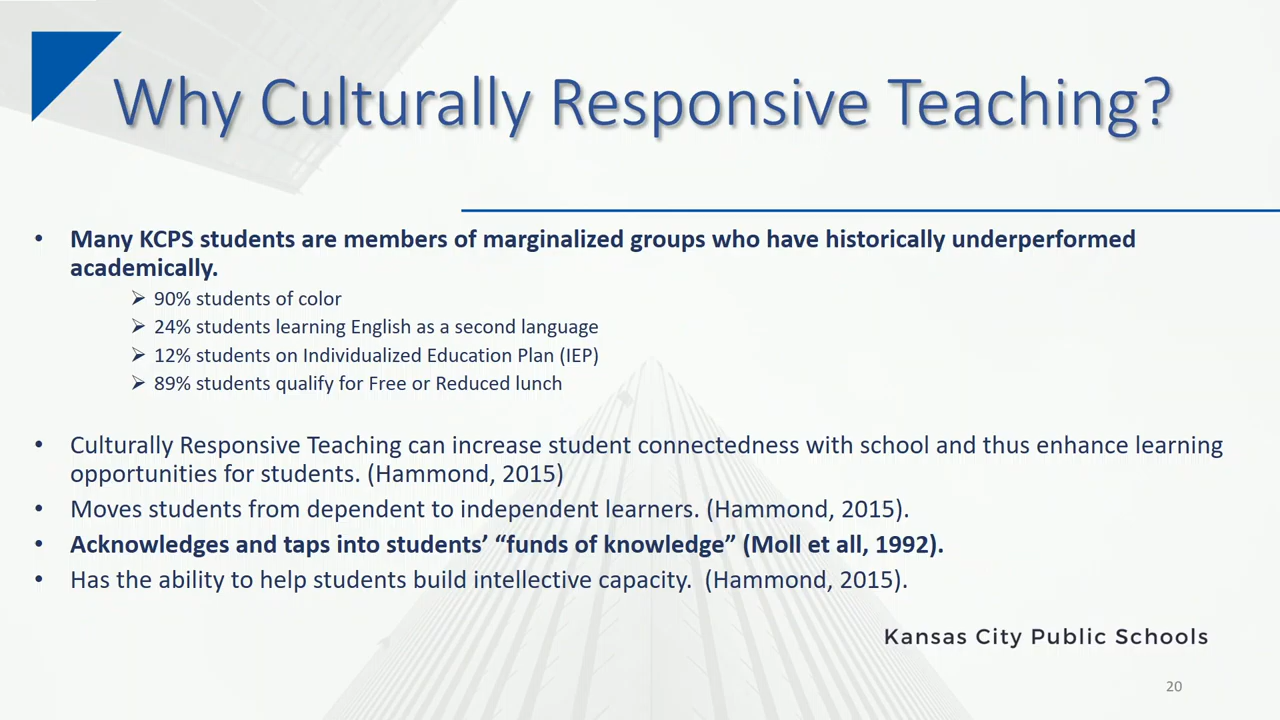 Why Culturally Responsive Teaching?
• Many KCPS students are members of marginalized groups who have historically underperformed
academically.
➢ 90% students of color
➢ 24% students learning English as a second language
➢ 12% students on Individualized Education Plan (IEP)
➢ 89% students qualify for Free or Reduced lunch
• Culturally Responsive Teaching can increase student connectedness with school and thus enhance learning
opportunities for students. (Hammond, 2015)
• Moves students from dependent to independent learners. (Hammond, 2015).
• Acknowledges and taps into students’ “funds of knowledge” (Moll et all, 1992).
• Has the ability to help students build intellective capacity.  (Hammond, 2015).
Kansas City Public Schools
20